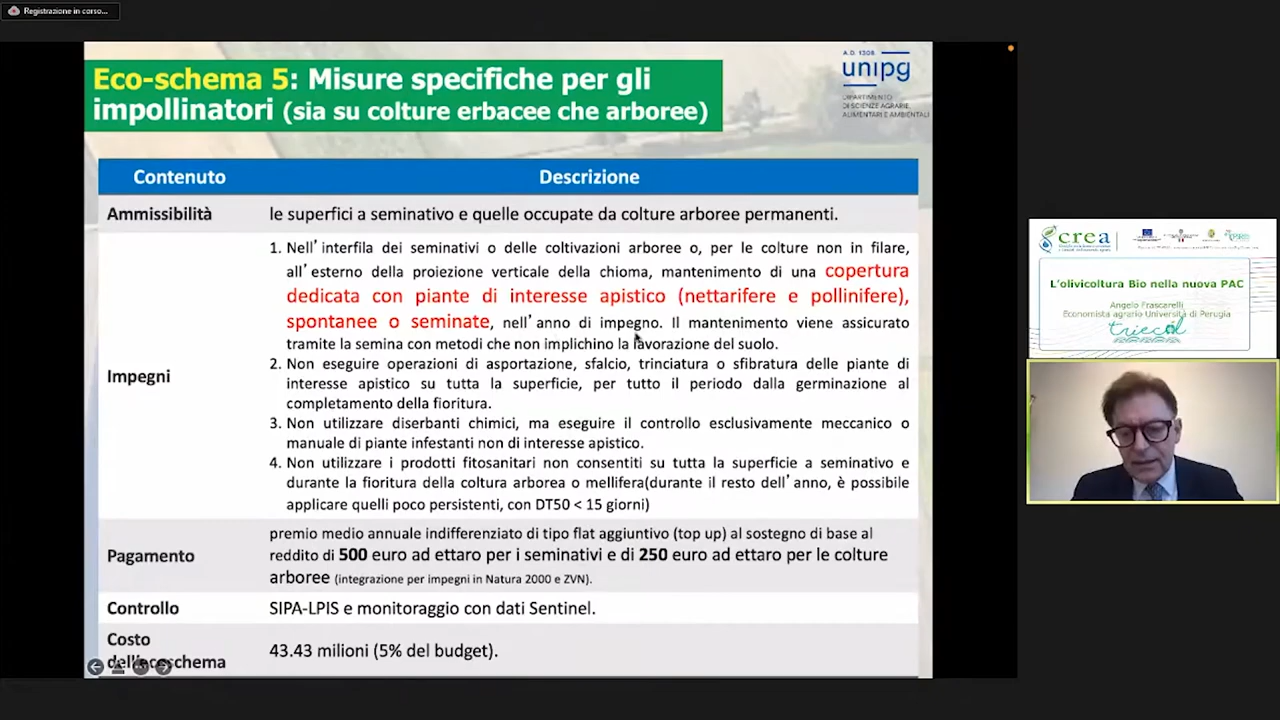 Registrazione in corso...
Eco-schema 5: Misure specifiche per gli
impollinatori (sia su colture erbacee che arboree)
A.D. 1308
unipg
DIPARTIMENTO
DI SCIENZE AGRARIE,
ALIMENTARI E AMBIENTALI
Contenuto
Descrizione
Ammissibilità
le superfici a seminativo e quelle occupate da colture arboree permanenti.
Impegni
1. Nell'interfila dei seminativi o delle coltivazioni arboree o, per le colture non in filare,
all'esterno della proiezione verticale della chioma, mantenimento di una copertura
dedicata con piante di interesse apistico (nettarifere e pollinifere),
spontanee o seminate, nell'anno di impegno. Il mantenimento viene assicurato
tramite la semina con metodi che non implichino la lavorazione del suolo.
2. Non eseguire operazioni di asportazione, sfalcio, trinciatura o sfibratura delle piante di
interesse apistico su tutta la superficie, per tutto il periodo dalla germinazione al
completamento della fioritura.
3. Non utilizzare diserbanti chimici, ma eseguire il controllo esclusivamente meccanico o
manuale di piante infestanti non di interesse apistico.
4. Non utilizzare i prodotti fitosanitari non consentiti su tutta la superficie a seminativo e
durante la fioritura della coltura arborea o mellifera(durante il resto dell'anno, è possibile
applicare quelli poco persistenti, con DT50 < 15 giorni)
Pagamento
premio medio annuale indifferenziato di tipo flat aggiuntivo (top up) al sostegno di base al
reddito di 500 euro ad ettaro per i seminativi e di 250 euro ad ettaro per le colture
arboree (integrazione per impegni in Natura 2000 e ZVN).
Controllo
SIPA-LPIS e monitoraggio con dati Sentinel.
Costo
dell'ecoschema
43.43 milioni (5% del budget).
crea
L'olivicoltura Bio nella nuova PAC
Angelo Frascarelli
Economista agrario Università di Perugia
triecol